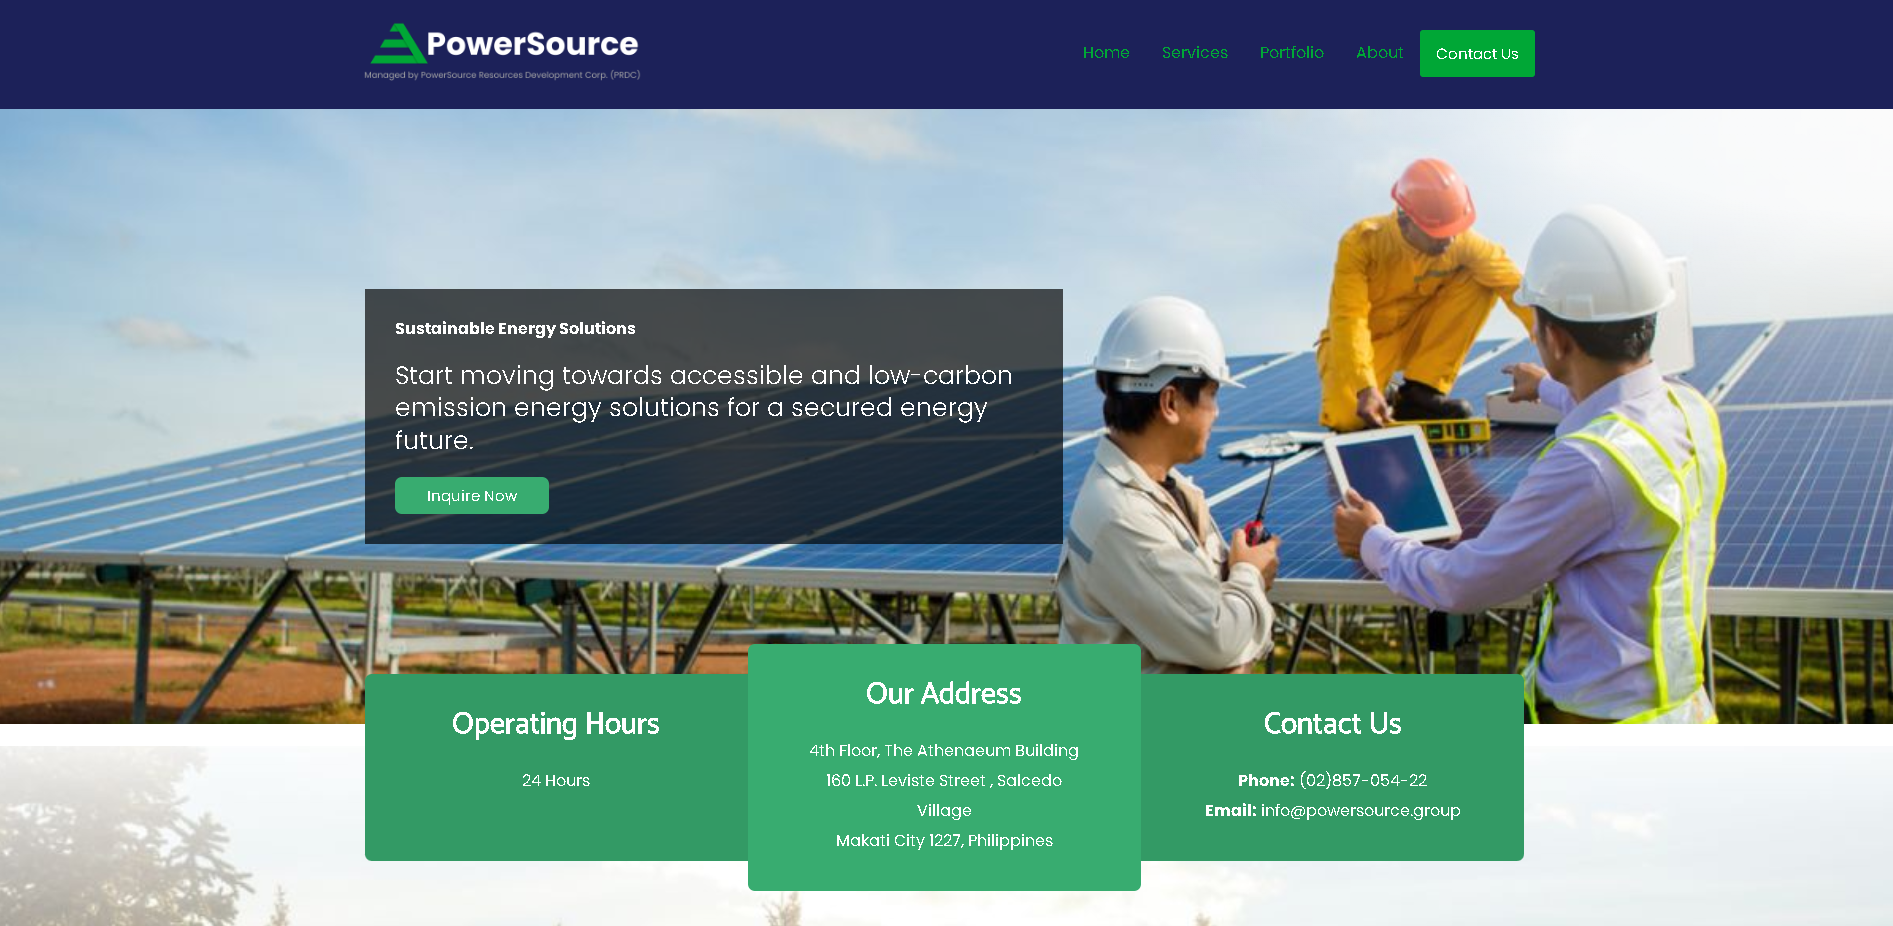 PowerSource
Managed by PowerSource Resources Development Corp. (PRDC)
Home
Services
Portfolio
About
Contact Us
Sustainable Energy Solutions
Start moving towards accessible and low-carbon
emission energy solutions for a secured energy
future.
Inquire Now
Operating Hours
24 Hours
Our Address
4th Floor, The Athenaeum Building
160 L.P. Leviste Street , Salcedo
Village
Makati City 1227, Philippines
Contact Us
Phone: (02)857-054-22
Email: info@powersource.group